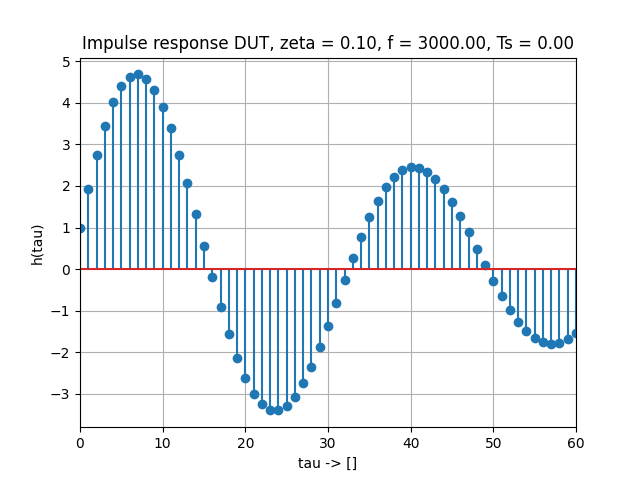 Impulse response DUT, zeta = 0.10, f = 3000.00, Ts = 0.00
5
4
3
2
1
0
−1
−2
−3
h(tau)
0 10 20 30 40 50 60
tau -> []